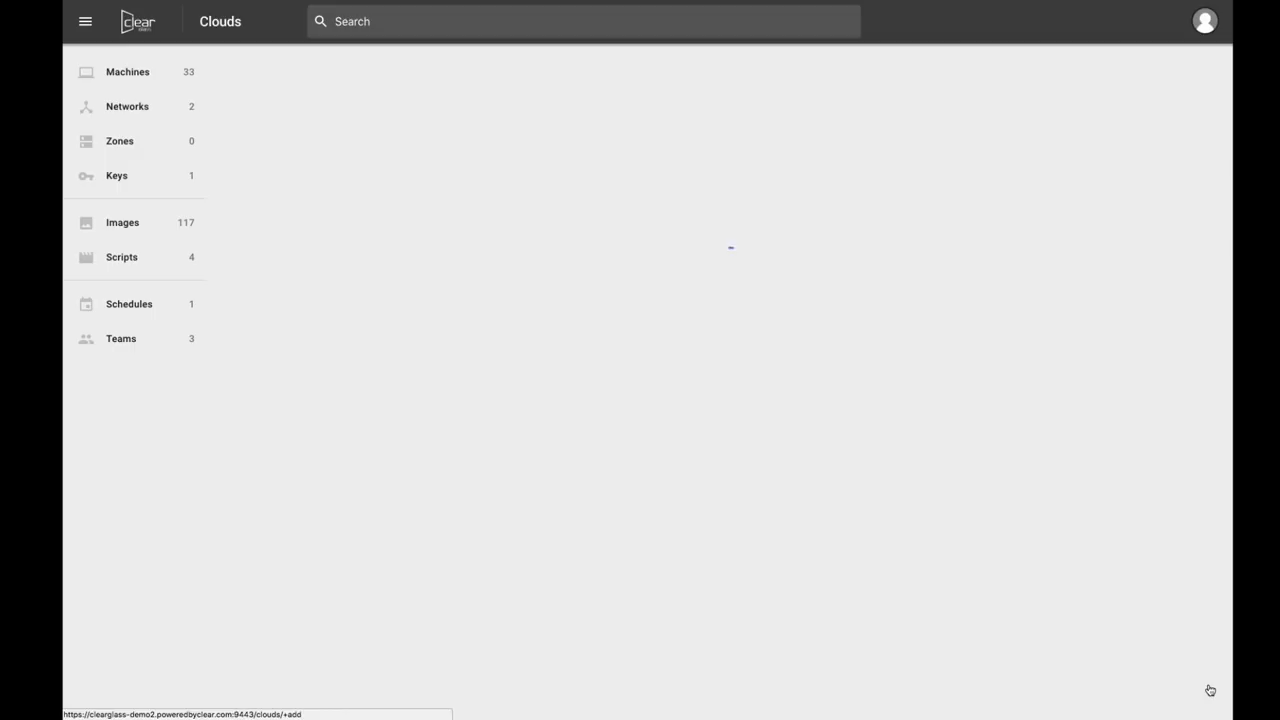 clear
Clouds
Search
Machines 33
Networks 2
Zones 0
Keys 1
Images 117
Scripts 4
Schedules 1
Teams 3
https://clearglass-demo2.poweredbyclear.com:9443/clouds/+add